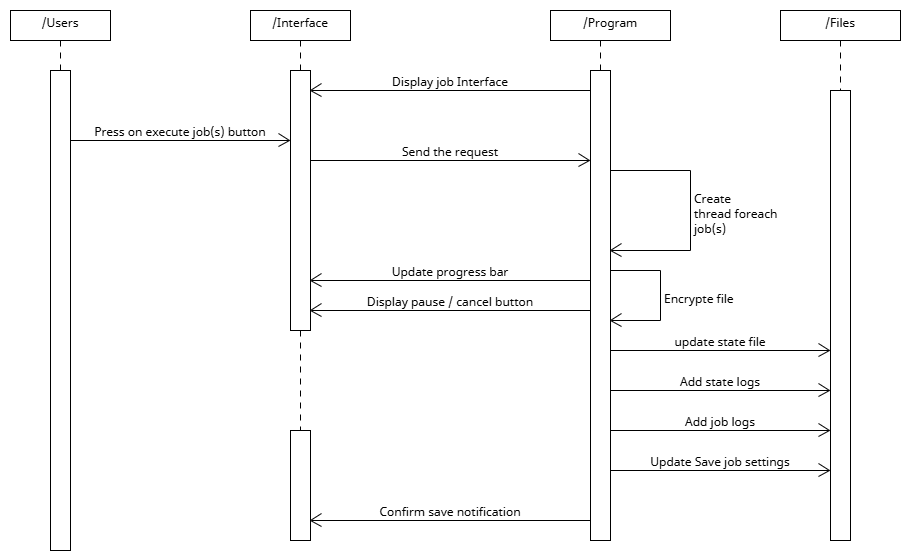 /Users
/Interface
/Program
/Files
Display job Interface
Press on execute job(s) button
Send the request
Create
thread foreach
job(s)
Update progress bar
Encrypte file
Display pause / cancel button
update state file
Add state logs
Add job logs
Update Save job settings
Confirm save notification